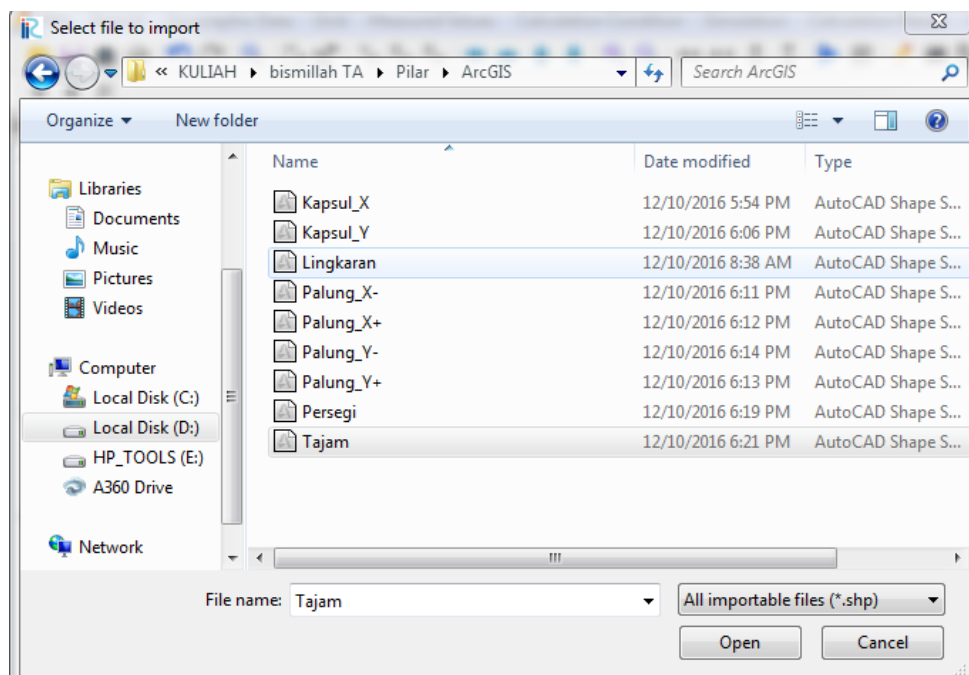 Select file to import
« KULIAH ▸ bismillah TA ▸ Pilar ▸ ArcGIS Search ArcGIS
Organize New folder
Name Date modified Type
Libraries
Documents
Music
Pictures
Videos
Computer
Local Disk (C:)
Local Disk (D:)
HP_TOOLS (E:)
A360 Drive
Network
Kapsul_X 12/10/2016 5:54 PM AutoCAD Shape S...
Kapsul_Y 12/10/2016 6:06 PM AutoCAD Shape S...
Lingkaran 12/10/2016 8:38 AM AutoCAD Shape S...
Palung_X- 12/10/2016 6:11 PM AutoCAD Shape S...
Palung_X+ 12/10/2016 6:12 PM AutoCAD Shape S...
Palung_Y- 12/10/2016 6:14 PM AutoCAD Shape S...
Palung_Y+ 12/10/2016 6:13 PM AutoCAD Shape S...
Persegi 12/10/2016 6:19 PM AutoCAD Shape S...
Tajam 12/10/2016 6:21 PM AutoCAD Shape S...
File name: Tajam All importable files (*.shp)
Open Cancel